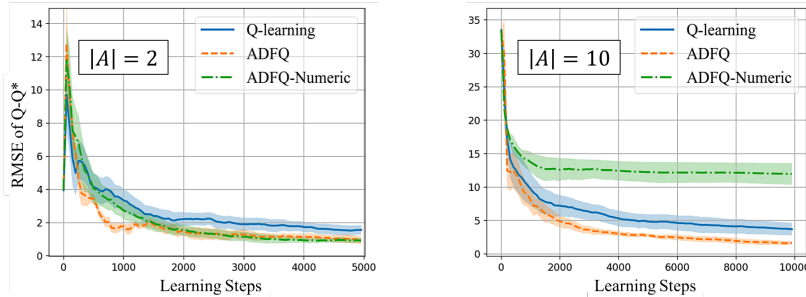 14
12
10
8
6
4
2
0
RMSE of Q-Q*
|A| = 2
Q-learning
ADFQ
ADFQ-Numeric
0 1000 2000 3000 4000 5000
Learning Steps
35
30
25
20
15
10
5
0
|A| = 10
Q-learning
ADFQ
ADFQ-Numeric
0 2000 4000 6000 8000 10000
Learning Steps